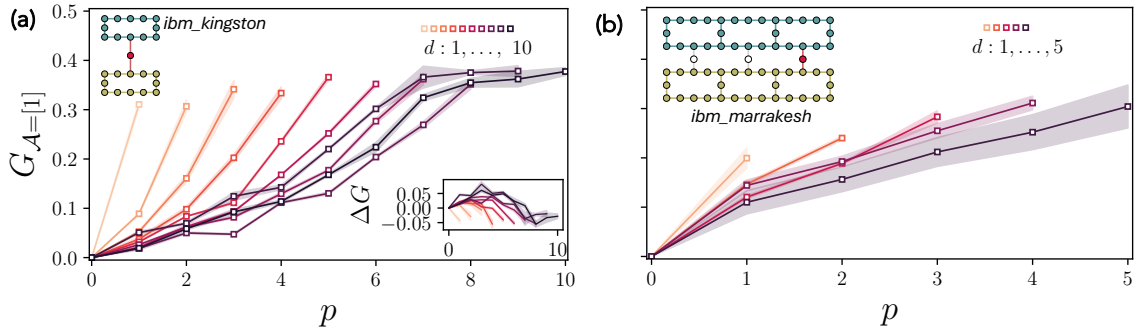 (a)
ibm_kingston
d : 1, . . . , 10
G_A=[1]
0.5
0.4
0.3
0.2
0.1
0.0
0 2 4 6 8 10
p
ΔG
0.05
0.00
−0.05
0 10
(b)
ibm_marrakesh
d : 1, . . . , 5
0 1 2 3 4 5
p